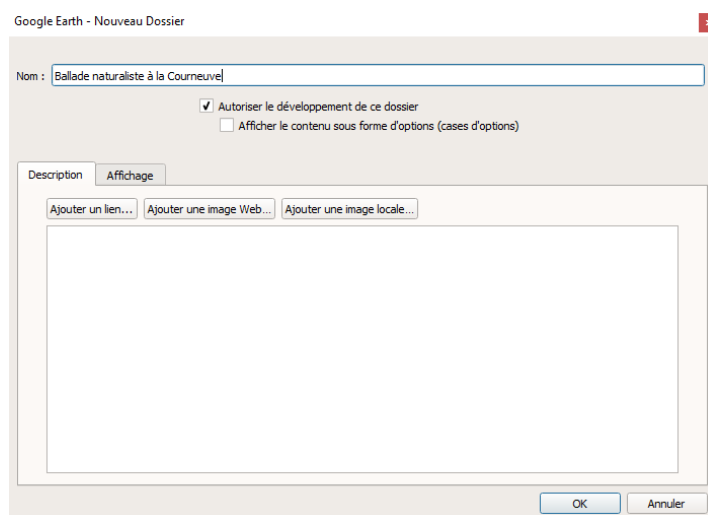 Google Earth - Nouveau Dossier
Nom : Ballade naturaliste à la Courneuve
Autoriser le développement de ce dossier
Afficher le contenu sous forme d'options (cases d'options)
Description Affichage
Ajouter un lien... Ajouter une image Web... Ajouter une image locale...
OK Annuler